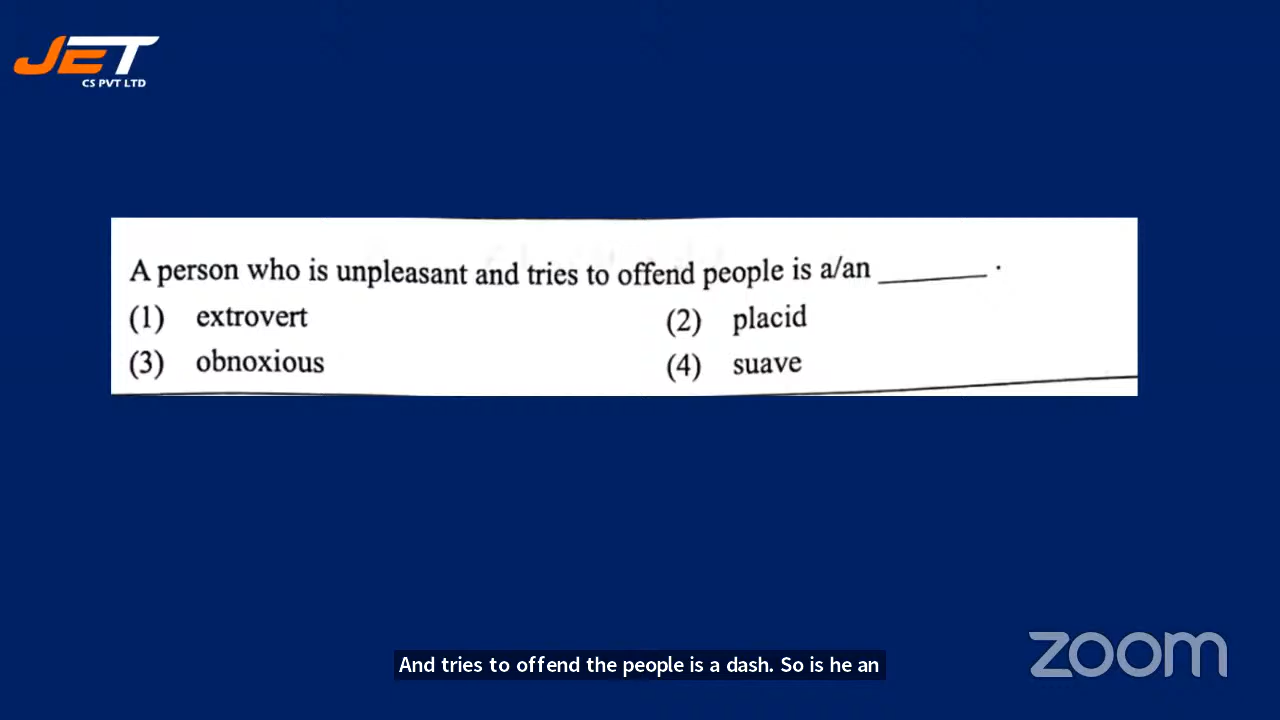 JET
CS PVT LTD
A person who is unpleasant and tries to offend people is a/an ________ .
(1) extrovert (2) placid
(3) obnoxious (4) suave
And tries to offend the people is a dash. So is he an
zoom